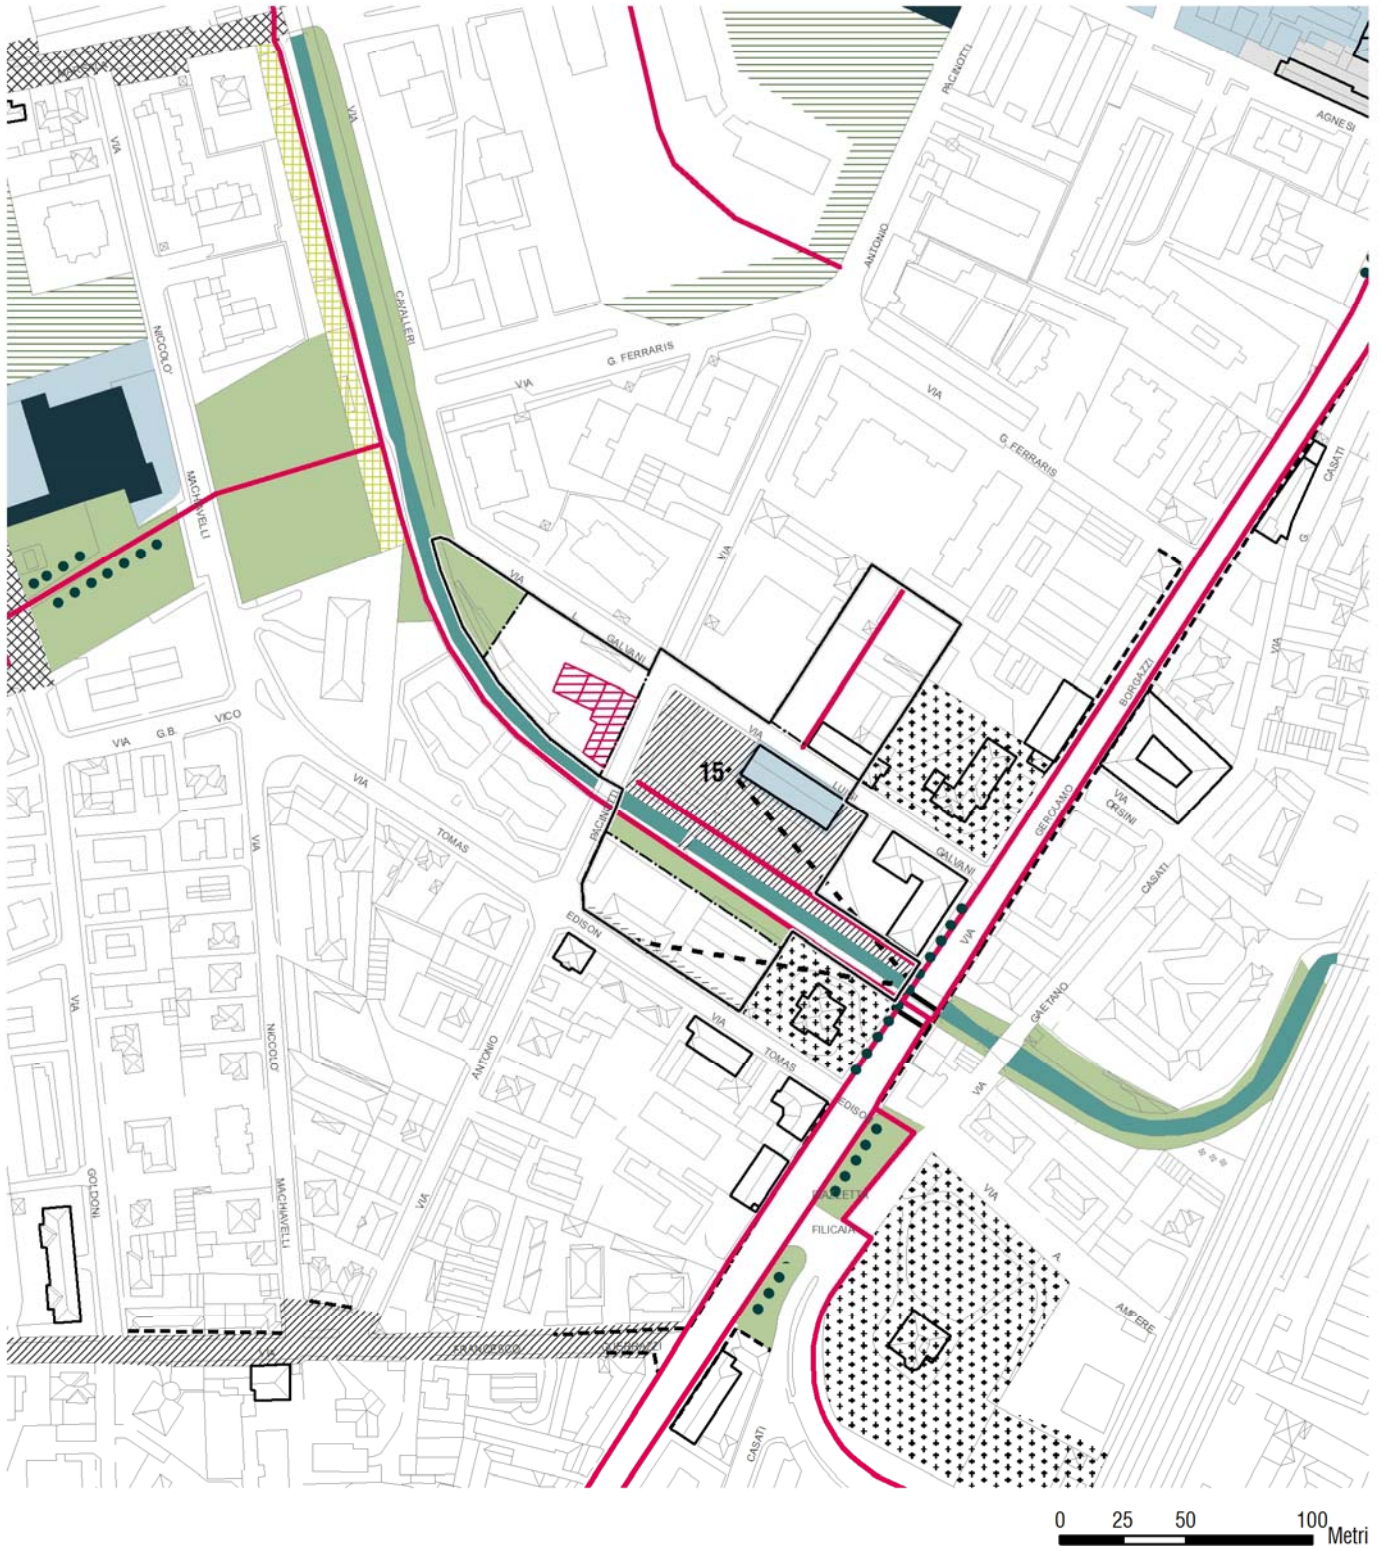 PACINOTTI
AGNESI
VIA
VIA
ANTONIO
CAVALLERI
NICCOLO'
G. FERRARIS
VIA
VIA
G. FERRARIS
CASATI
G.
MACHIAVELLI
VIA
VIA
L.
GALVANI
VIA
BORGAZZI
VICO
G.B.
VIA
VIA
15
VIA
LUIGI
GEROLAMO
VIA
ORSINI
PACINOTTI
TOMAS
VIA
GALVANI
CASATI
EDISON
VIA
GAETANO
VIA
VIA
NICCOLO'
ANTONIO
TOMAS
VIA
EDISON
GOLDONI
MACHIAVELLI
VIA
PIAZZETTA
FILICAIA
VIA
A.
AMPERE
VIA
FRANCESCO
CASATI
0 25 50 100
Metri